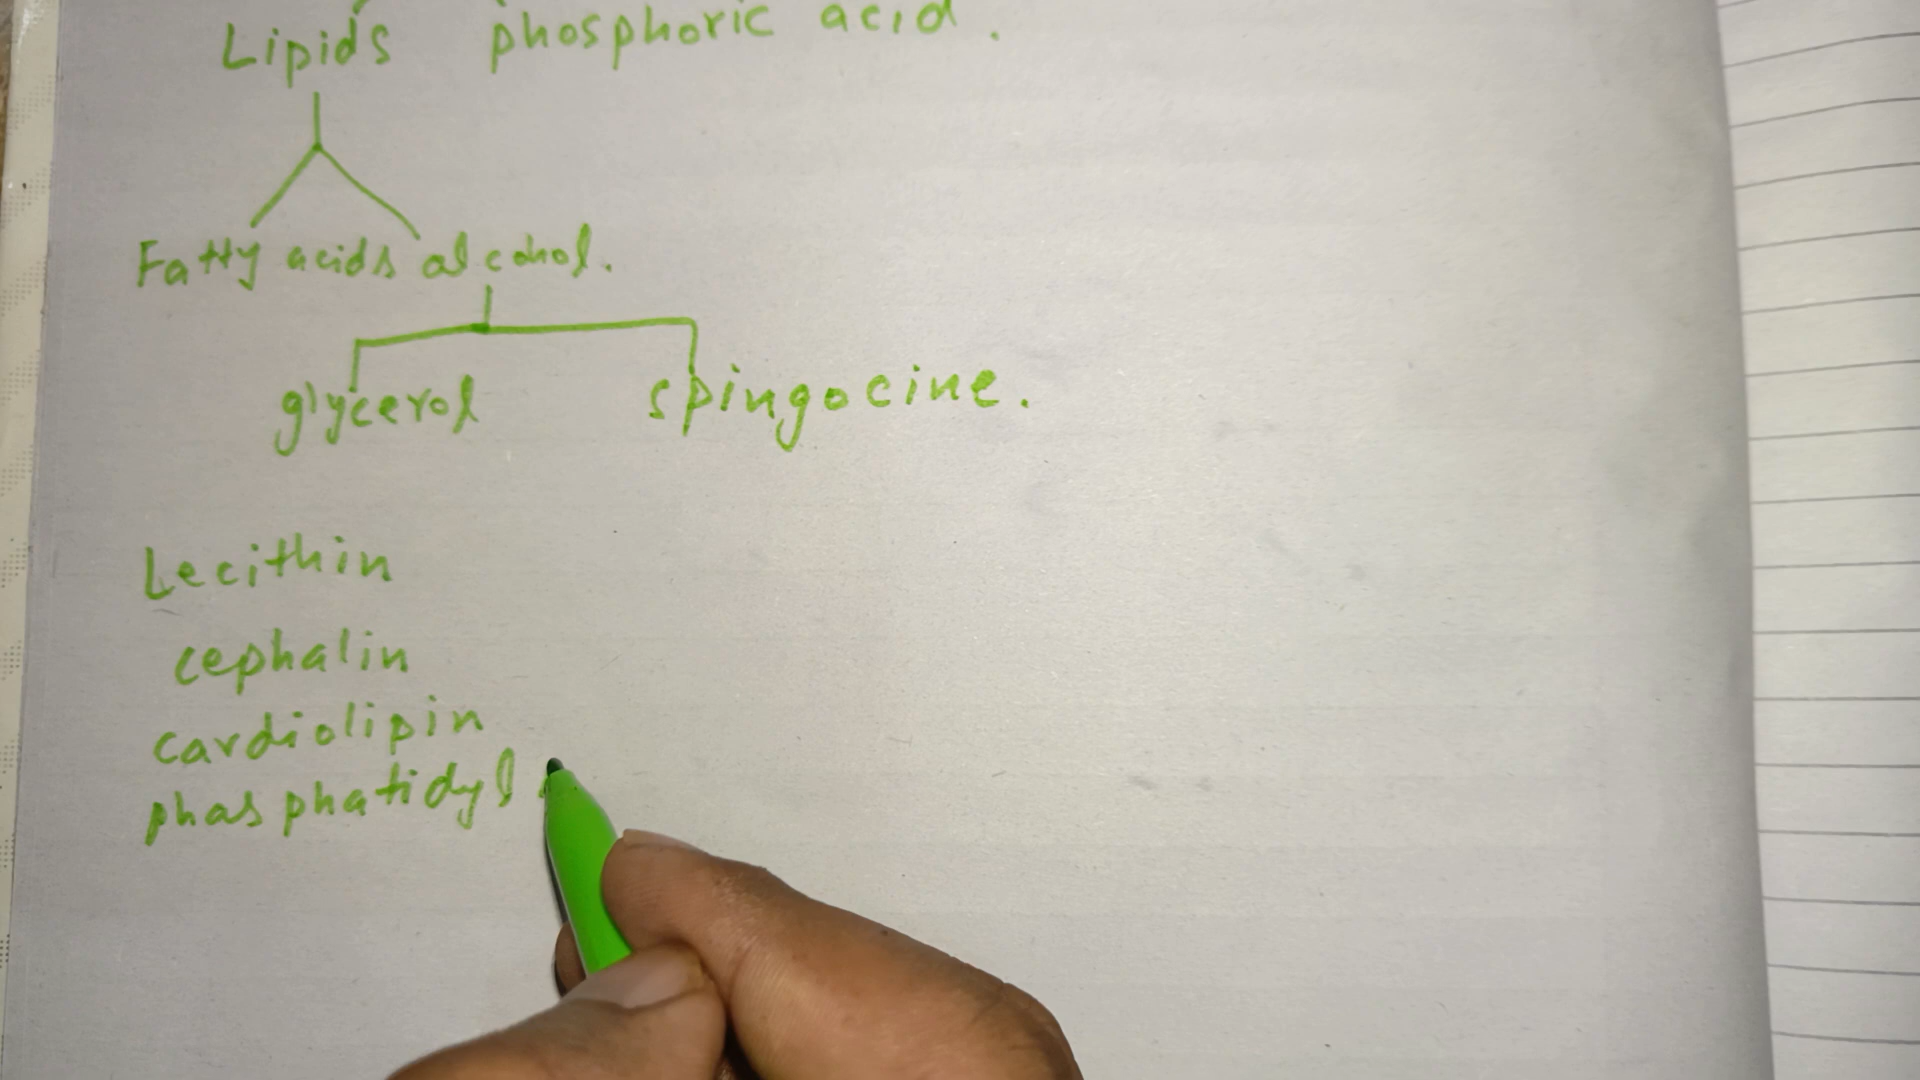 Lipids phosphoric acid.
Fatty acids alcohol.
glycerol spingocine.
Lecithin
cephalin
cardiolipin
phasphatidyl